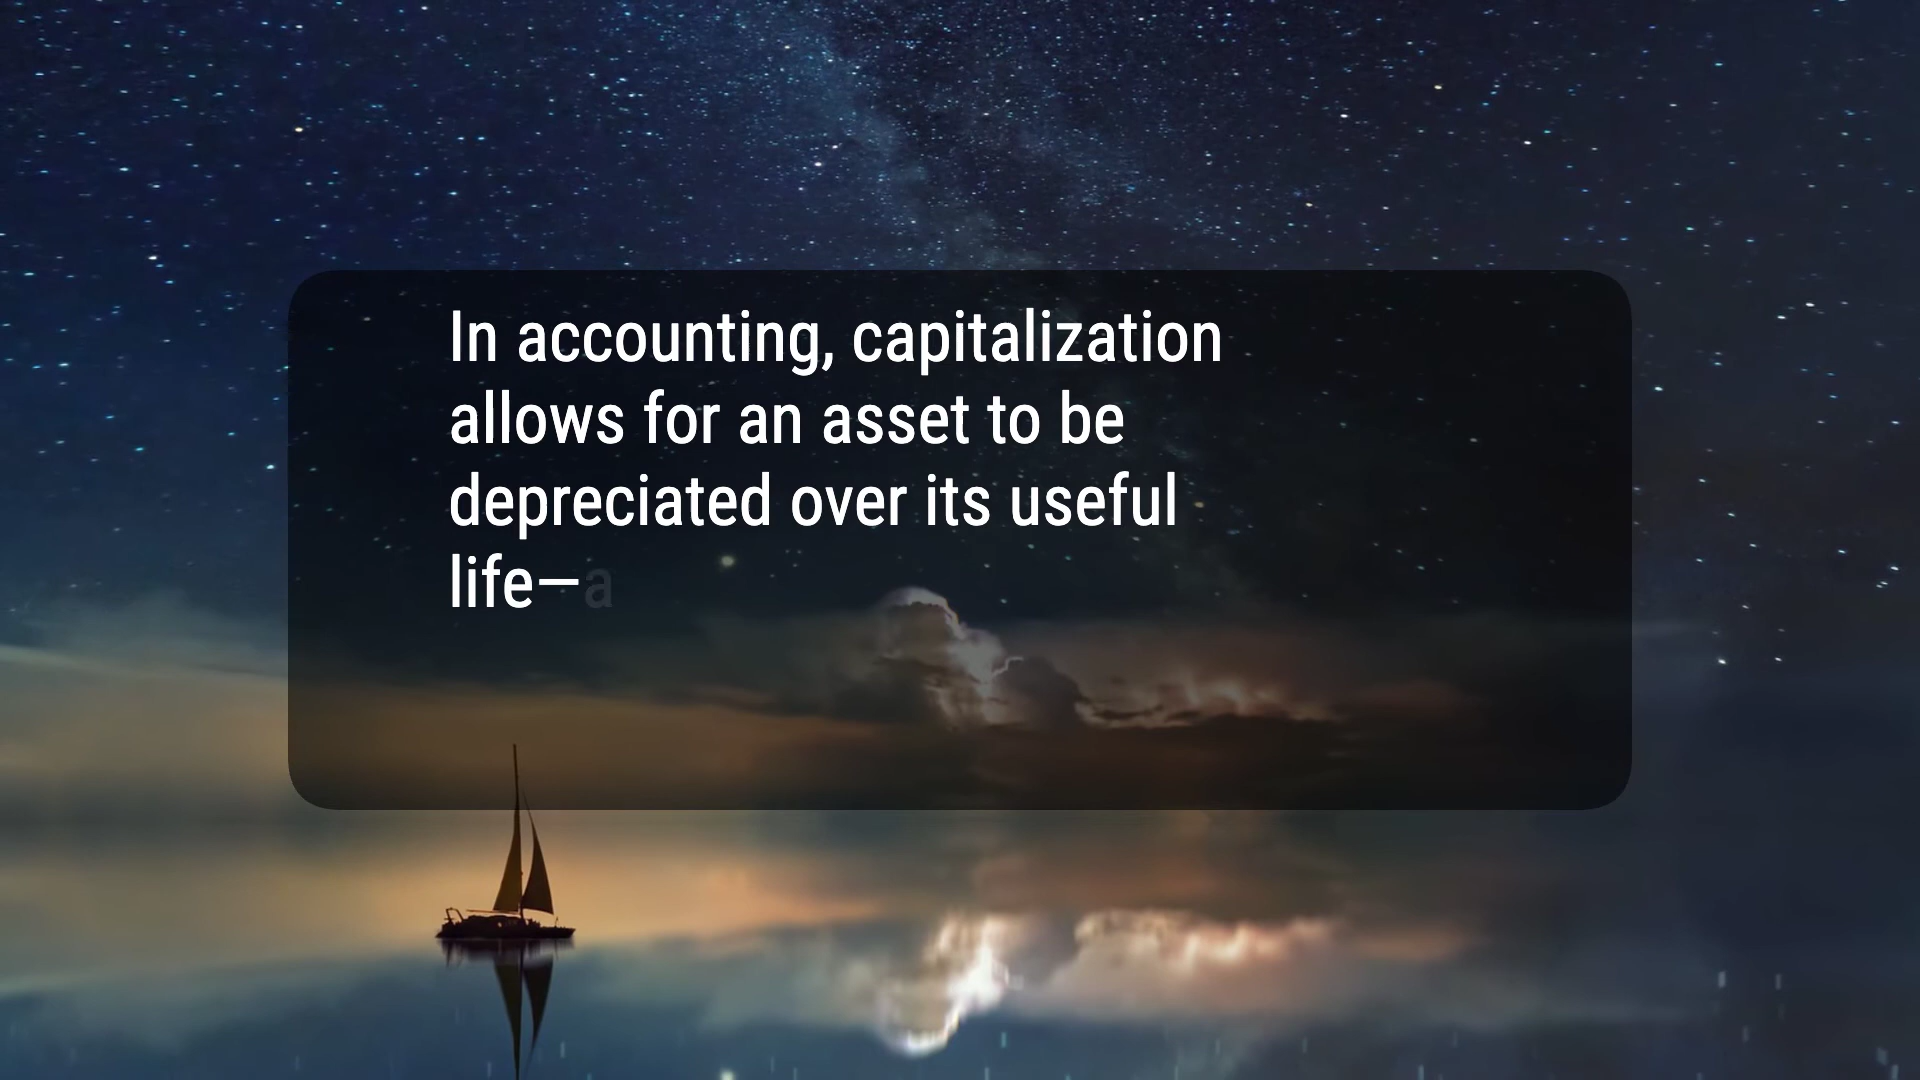 In accounting, capitalization
allows for an asset to be
depreciated over its useful
life—a